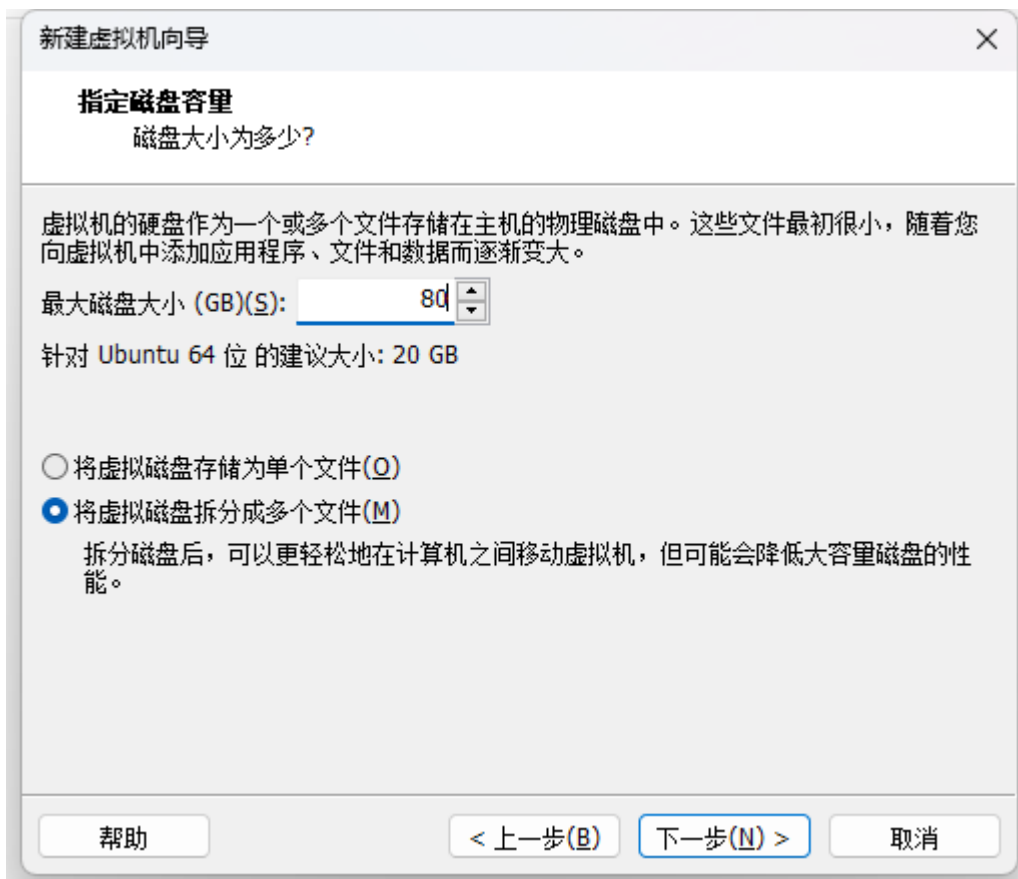 新建虚拟机向导
指定磁盘容量
磁盘大小为多少?
虚拟机的硬盘作为一个或多个文件存储在主机的物理磁盘中。这些文件最初很小，随着您
向虚拟机中添加应用程序、文件和数据而逐渐变大。
最大磁盘大小 (GB)(S): 80
针对 Ubuntu 64 位 的建议大小: 20 GB
将虚拟磁盘存储为单个文件(O)
将虚拟磁盘拆分成多个文件(M)
拆分磁盘后，可以更轻松地在计算机之间移动虚拟机，但可能会降低大容量磁盘的性
能。
帮助 < 上一步(B) 下一步(N) > 取消